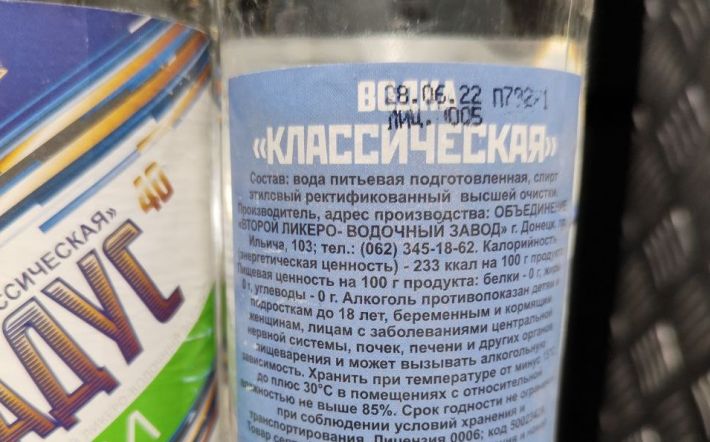 ВОДКА
08.06.22 П792-1
ЛИЦ. 0005
«КЛАССИЧЕСКАЯ»
Состав: вода питьевая подготовленная, спирт
этиловый ректификованный высшей очистки.
Производитель, адрес производства: ОБЪЕДИНЕНИЕ
«ВТОРОЙ ЛИКЕРО- ВОДОЧНЫЙ ЗАВОД» г. Донецк,
Ильича, 103; тел.: (062) 345-18-62. Калорийность
(энергетическая ценность) - 233 ккал на 100 г продукта.
Пищевая ценность на 100 г продукта: белки - 0 г, жиры
0 г, углеводы - 0 г. Алкоголь противопоказан детям и
подросткам до 18 лет, беременным и кормящим
женщинам, лицам с заболеваниями центральной
нервной системы, почек, печени и других органов
пищеварения и может вызывать алкогольную
зависимость. Хранить при температуре от минус 15°С
до плюс 30°С в помещениях с относительной
влажностью не выше 85%. Срок годности не ограничен
при соблюдении условий хранения и
транспортирования. Лицензия 0006; код
Товар
ССИЧЕСКАЯ»
АДУС 40
Л